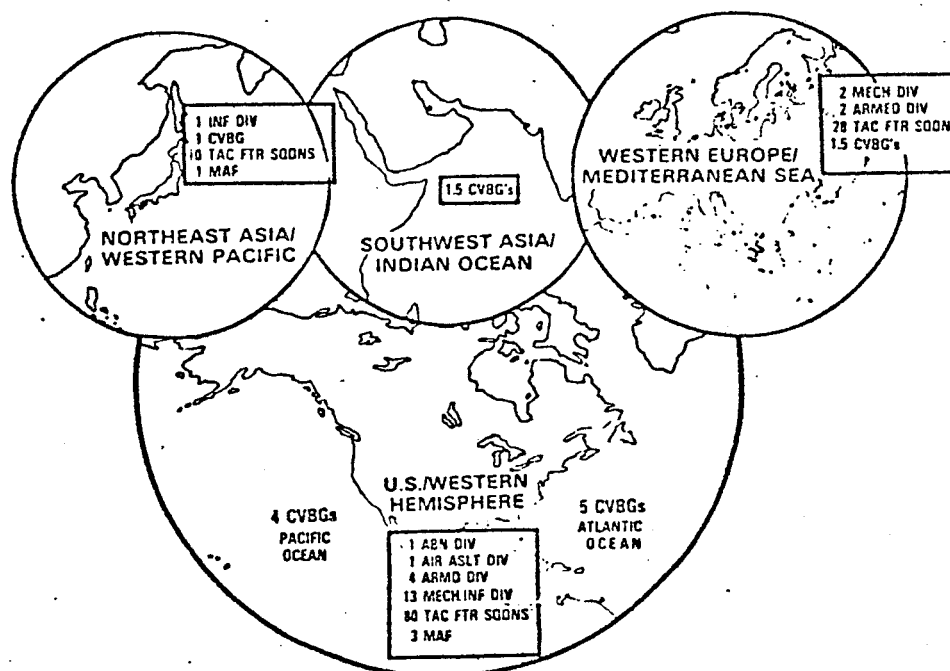 1 INF DIV
1 CVBG
10 TAC FTR SQDNS
1 MAF
NORTHEAST ASIA/
WESTERN PACIFIC
1.5 CVBG's
SOUTHWEST ASIA/
INDIAN OCEAN
2 MECH DIV
2 ARMED DIV
28 TAC FTR SQDN
1.5 CVBG's
WESTERN EUROPE/
MEDITERRANEAN SEA
U.S./WESTERN
HEMISPHERE
4 CVBGs
PACIFIC
OCEAN
5 CVBGs
ATLANTIC
OCEAN
1 ABN DIV
1 AIR ASLT DIV
4 ARMD DIV
13 MECH.INF DIV
80 TAC FTR SQDNS
3 MAF